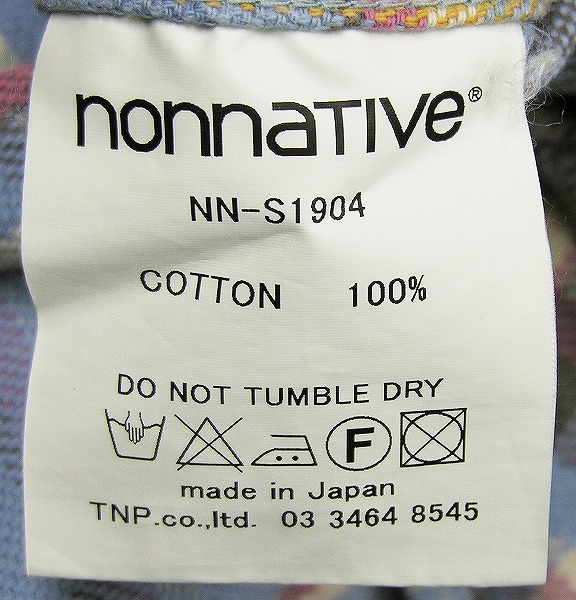 nonnative®
NN-S1904
COTTON 100%
DO NOT TUMBLE DRY
F
made in Japan
TNP.co.,ltd. 03 3464 8545